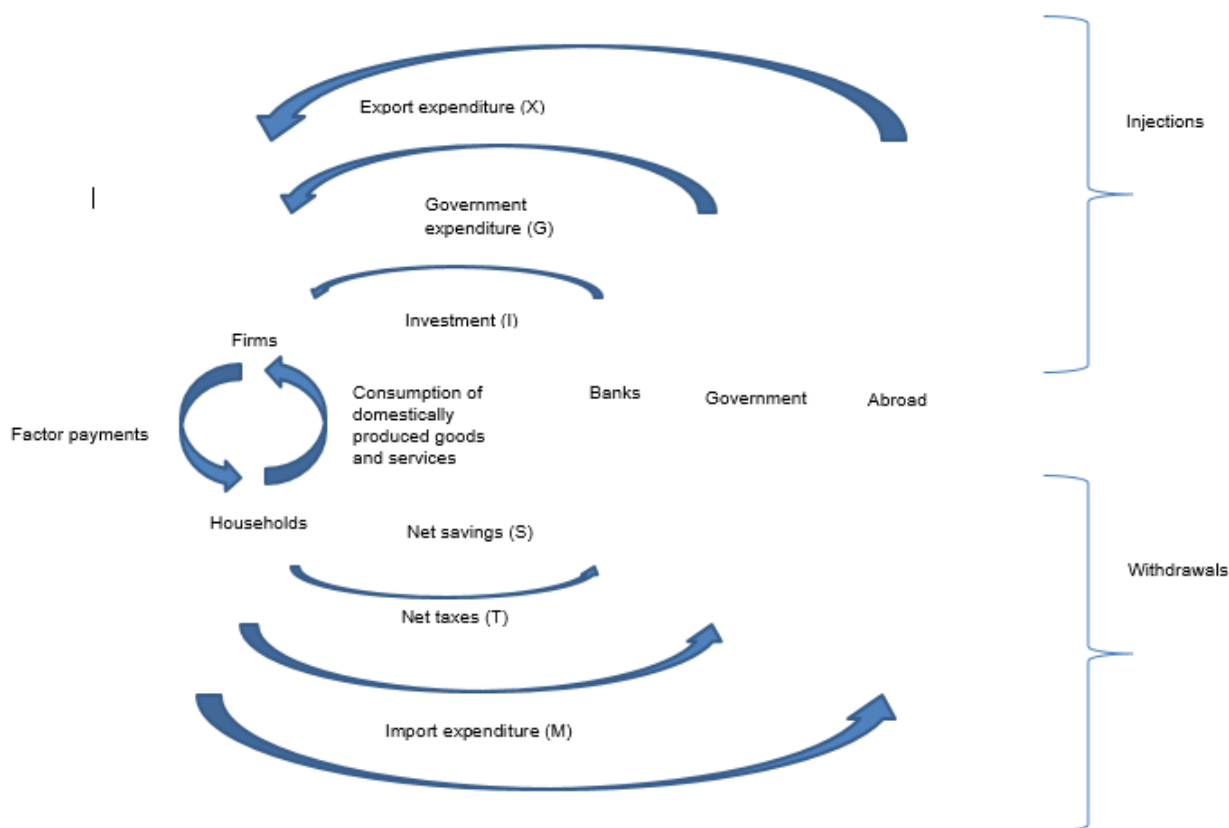 Export expenditure (X)
Injections
Government
expenditure (G)
Investment (I)
Firms
Consumption of
domestically
produced goods
and services
Banks
Government
Abroad
Factor payments
Households
Net savings (S)
Withdrawals
Net taxes (T)
Import expenditure (M)